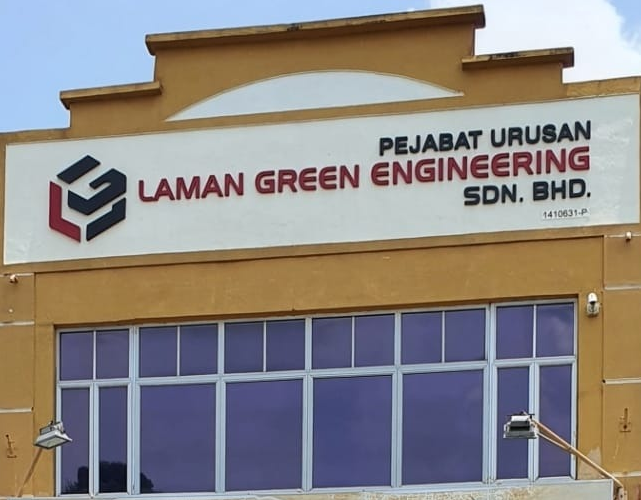 PEJABAT URUSAN
LAMAN GREEN ENGINEERING
SDN. BHD.
1410631-P